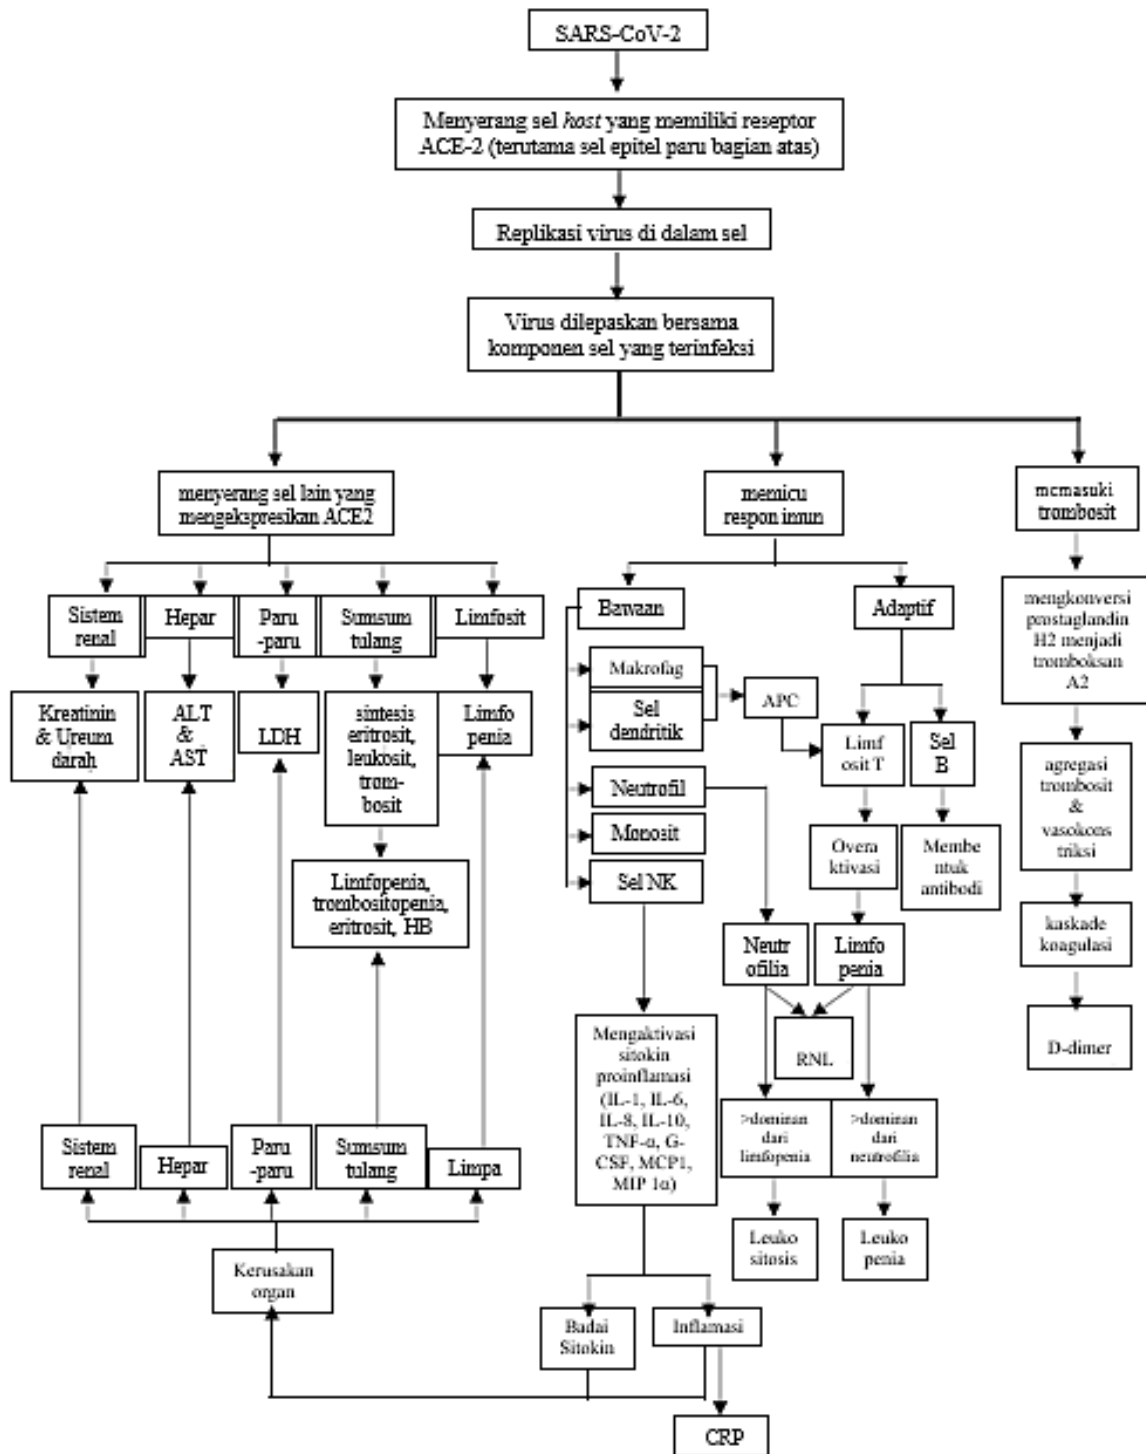 SARS-CoV-2
Menyerang sel host yang memiliki reseptor
ACE-2 (terutama sel epitel paru bagian atas)
Replikasi virus di dalam sel
Virus dilepaskan bersama
komponen sel yang terinfeksi
menyerang sel lain yang
mengekspresikan ACE2
memicu
respon imun
memasuki
trombosit
Sistem
renal
Hepar
Paru
-paru
Sumsum
tulang
Limfosit
Bawaan
Adaptif
mengkonversi
prostaglandin
H2 menjadi
tromboksan
A2
Kreatinin
& Ureum
darah
ALT
&
AST
LDH
sintesis
eritrosit,
leukosit,
trom-
bosit
Limfo
penia
Makrofag
Sel
dendritik
APC
Limf
osit T
Sel
B
Neutrofil
Monosit
Sel NK
agregasi
trombosit
&
vasokons
triksi
Overa
ktivasi
Membe
ntuk
antibodi
Limfopenia,
trombositopenia,
eritrosit, HB
Neutr
ofilia
Limfo
penia
kaskade
koagulasi
Mengaktivasi
sitokin
proinflamasi
(IL-1, IL-6,
IL-8, IL-10,
TNF-α, G-
CSF, MCP1,
MIP 1α)
RNL
D-dimer
Sistem
renal
Hepar
Paru
-paru
Sumsum
tulang
Limpa
>dominan
dari
limfopenia
>dominan
dari
neutrofilia
Leuko
sitosis
Leuko
penia
Kerusakan
organ
Badai
Sitokin
Inflamasi
CRP